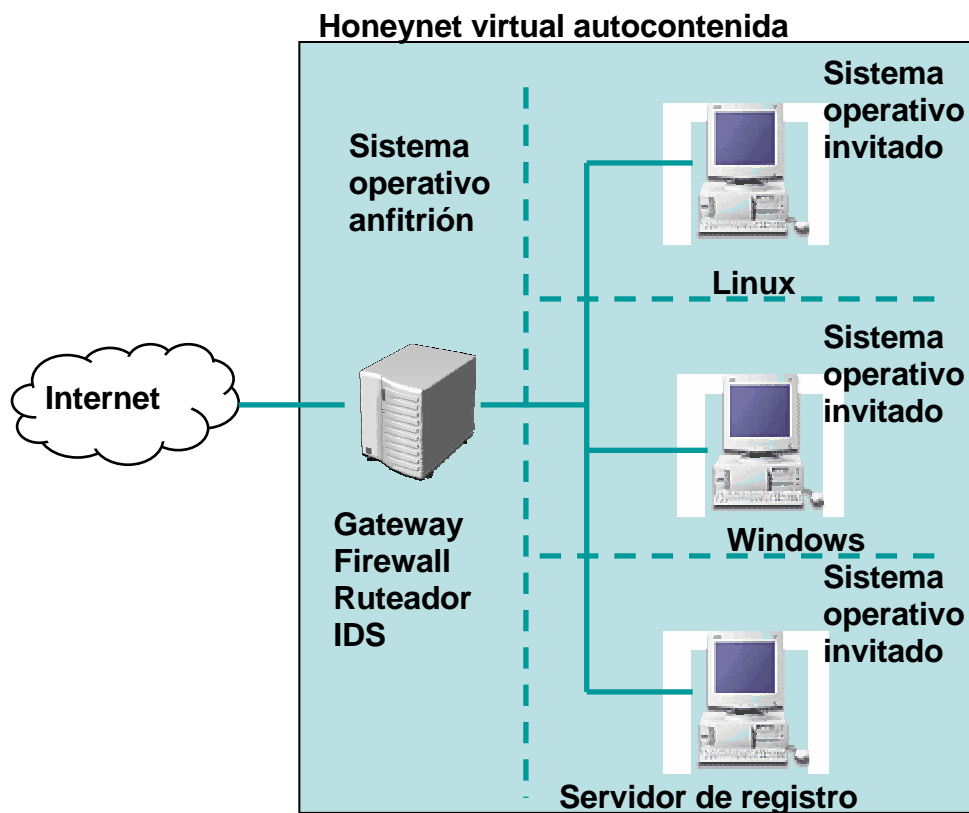 Honeynet virtual autocontenida
Sistema
operativo
anfitrión
Sistema
operativo
invitado
Linux
Internet
Sistema
operativo
invitado
Windows
Gateway
Firewall
Ruteador
IDS
Sistema
operativo
invitado
Servidor de registro